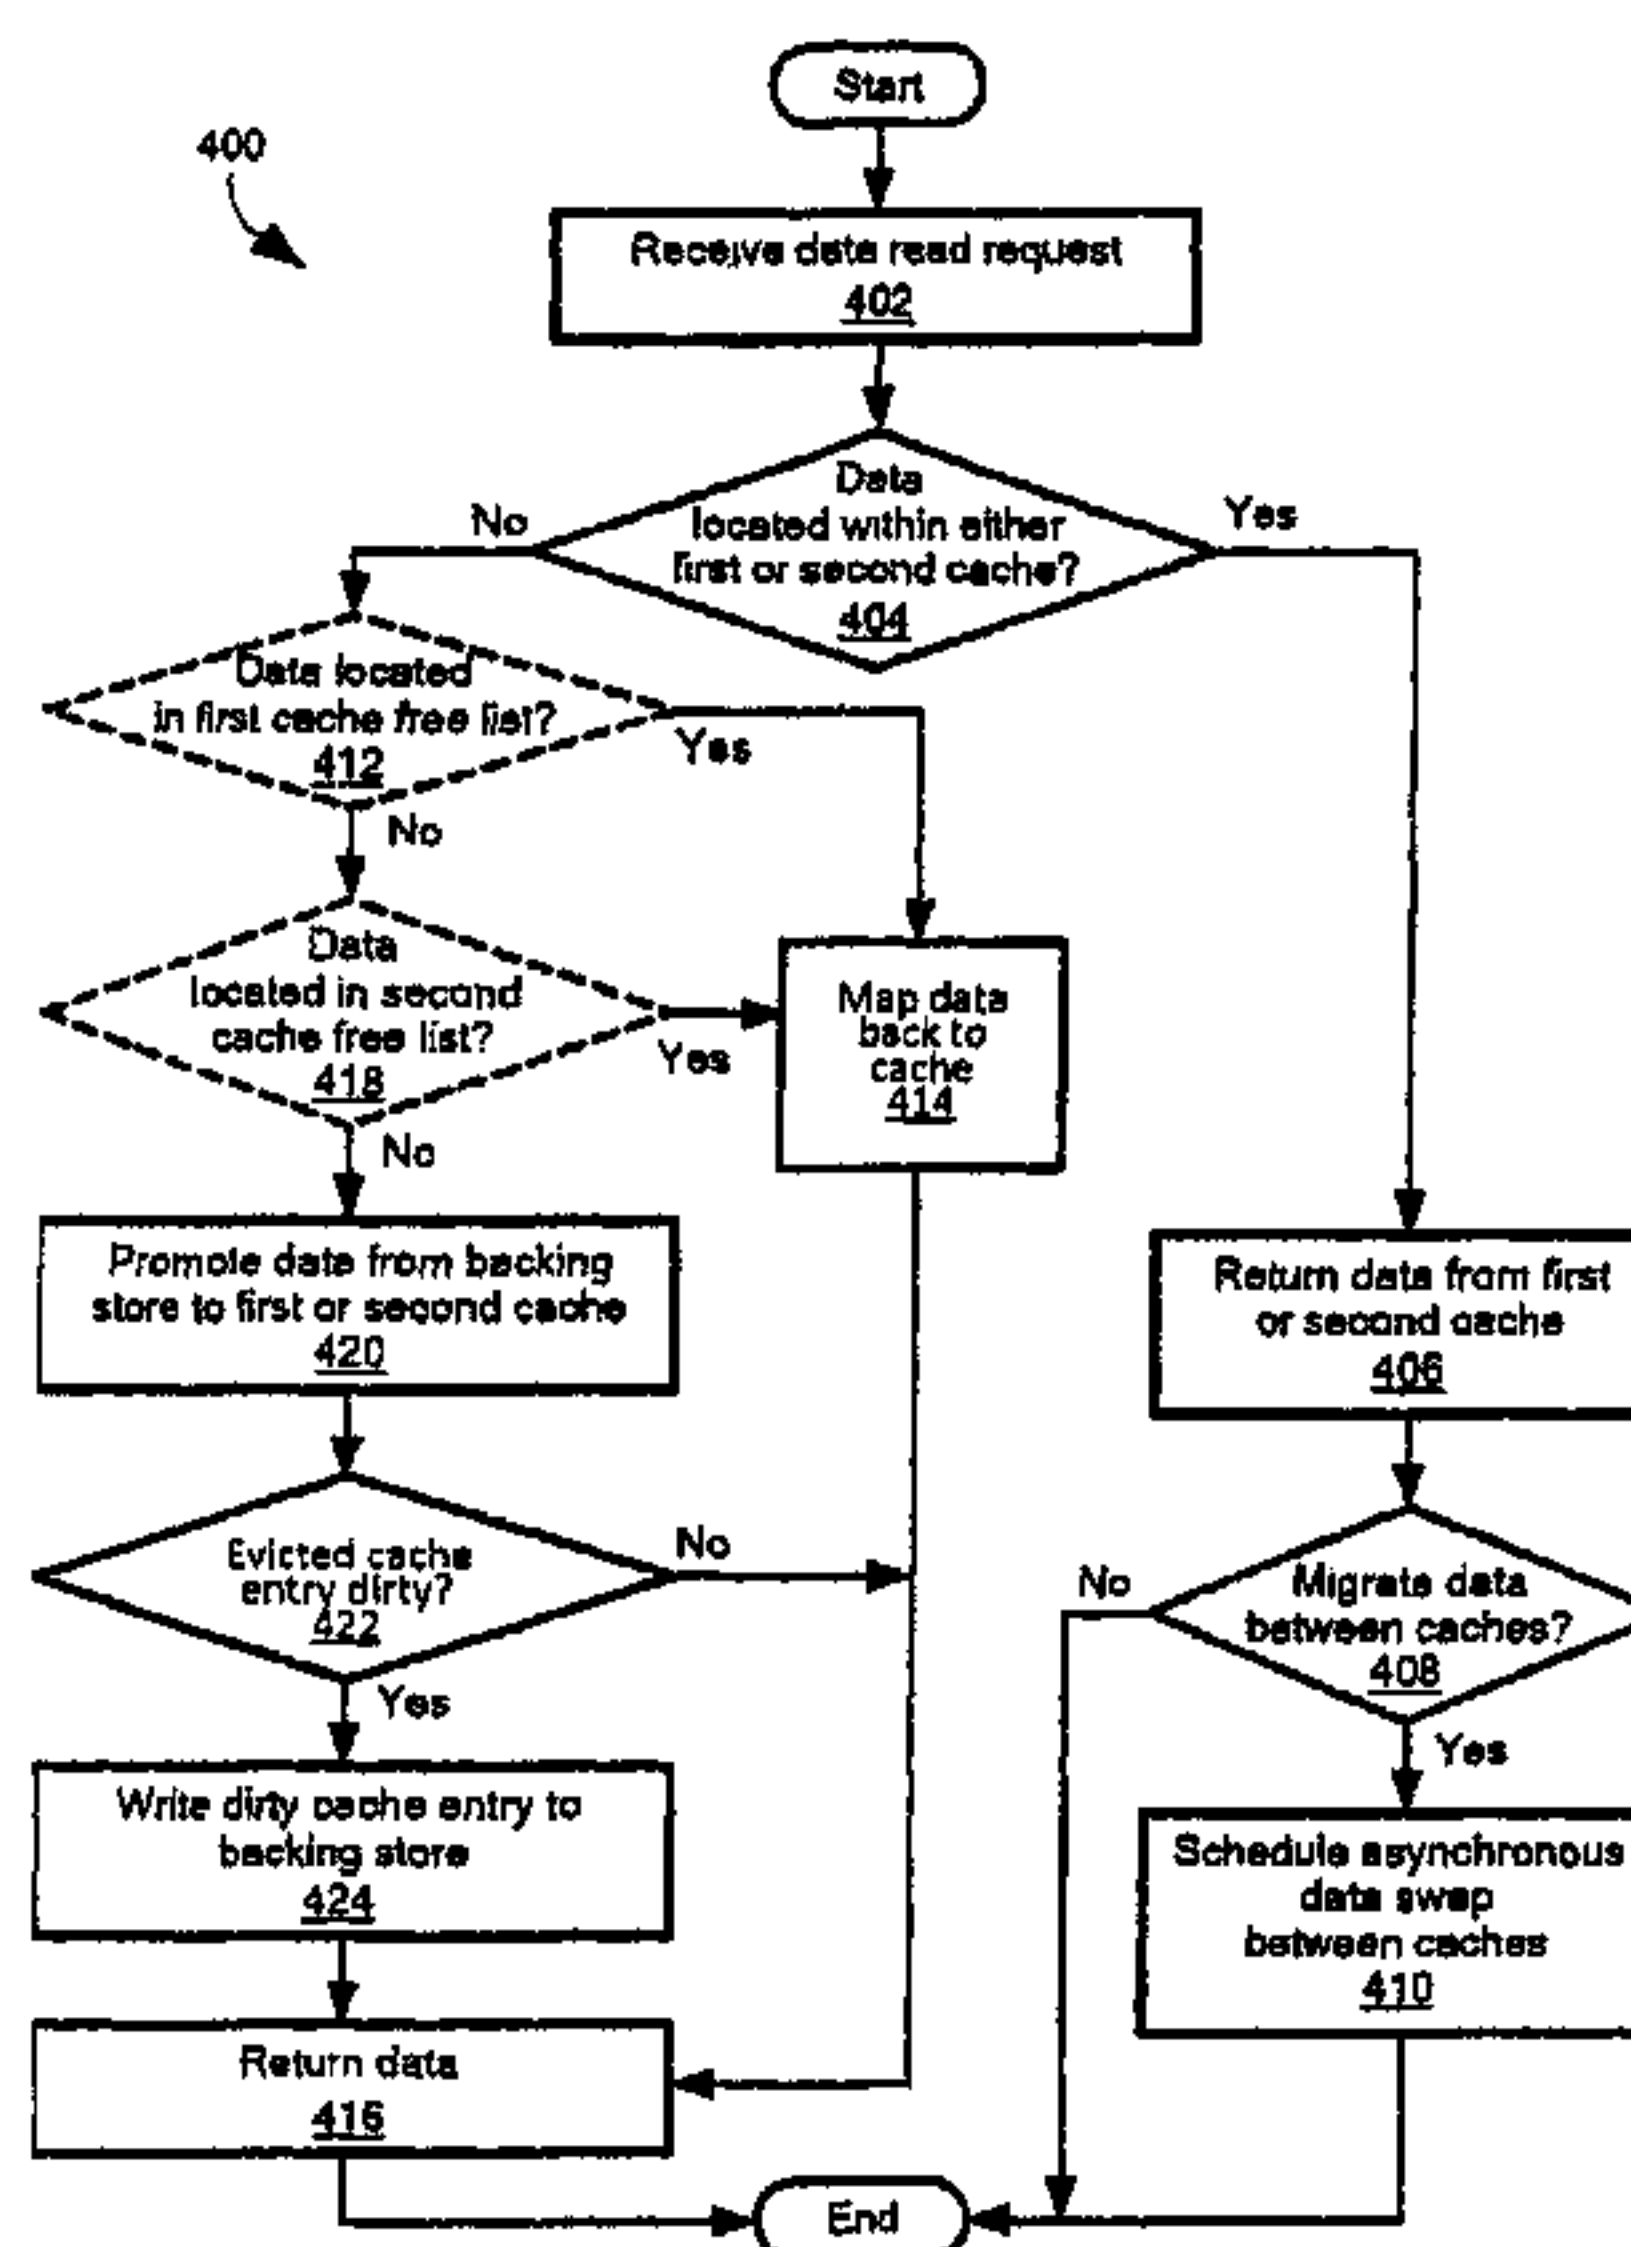 Start
400
Receive data read request
402
Data
located within either
first or second cache?
404
No
Yes
Data located
in first cache free list?
412
Yes
No
Data
located in second
cache free list?
418
Yes
No
Map data
back to
cache
414
Promote data from backing
store to first or second cache
420
Return data from first
or second cache
406
Evicted cache
entry dirty?
422
No
Yes
Migrate data
between caches?
408
No
Yes
Write dirty cache entry to
backing store
424
Schedule asynchronous
data swap
between caches
410
Return data
416
End